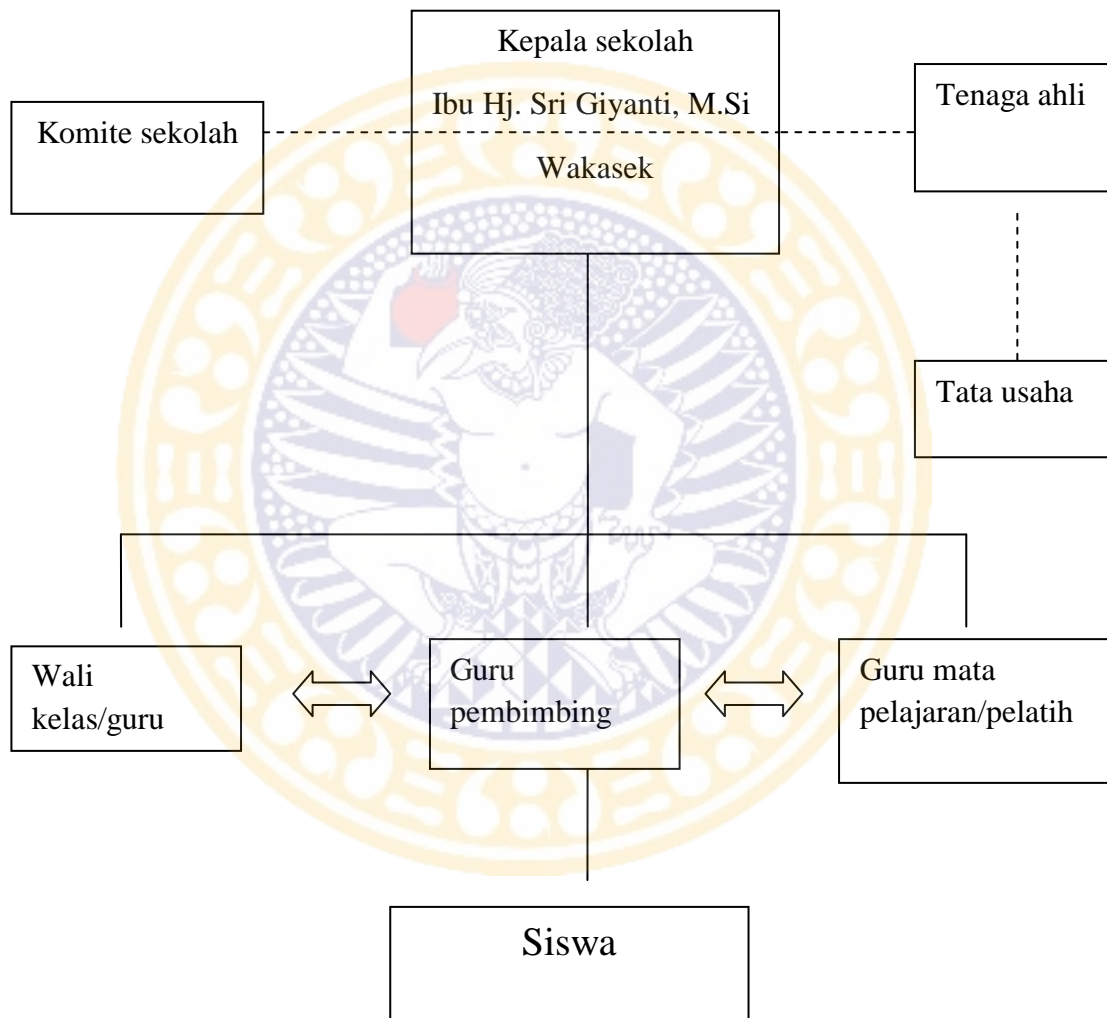 Kepala sekolah
Ibu Hj. Sri Giyanti, M.Si
Wakasek
Komite sekolah
Tenaga ahli
Tata usaha
Wali
kelas/guru
Guru
pembimbing
Guru mata
pelajaran/pelatih
Siswa